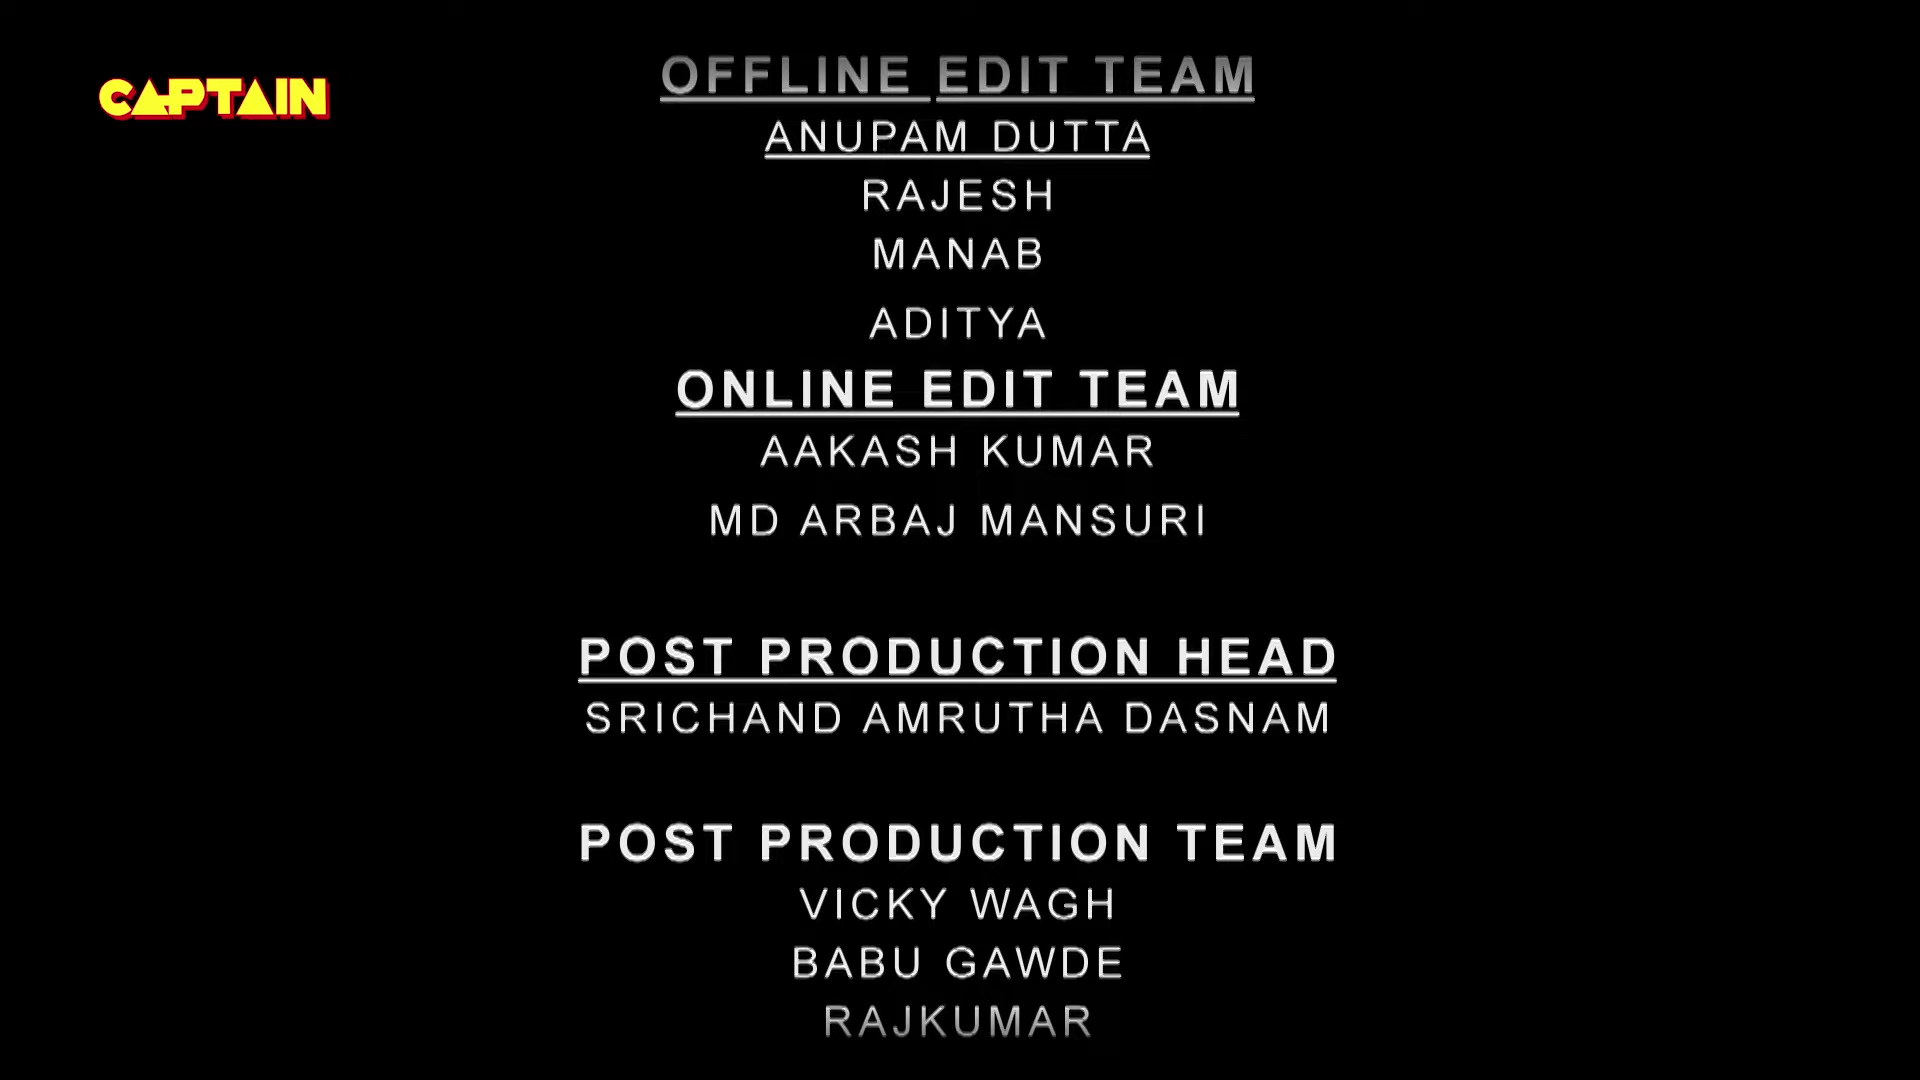 CAPTAIN
OFFLINE EDIT TEAM
ANUPAM DUTTA
RAJESH
MANAB
ADITYA
ONLINE EDIT TEAM
AAKASH KUMAR
MD ARBAJ MANSURI
POST PRODUCTION HEAD
SRICHAND AMRUTHA DASNAM
POST PRODUCTION TEAM
VICKY WAGH
BABU GAWDE
RAJKUMAR